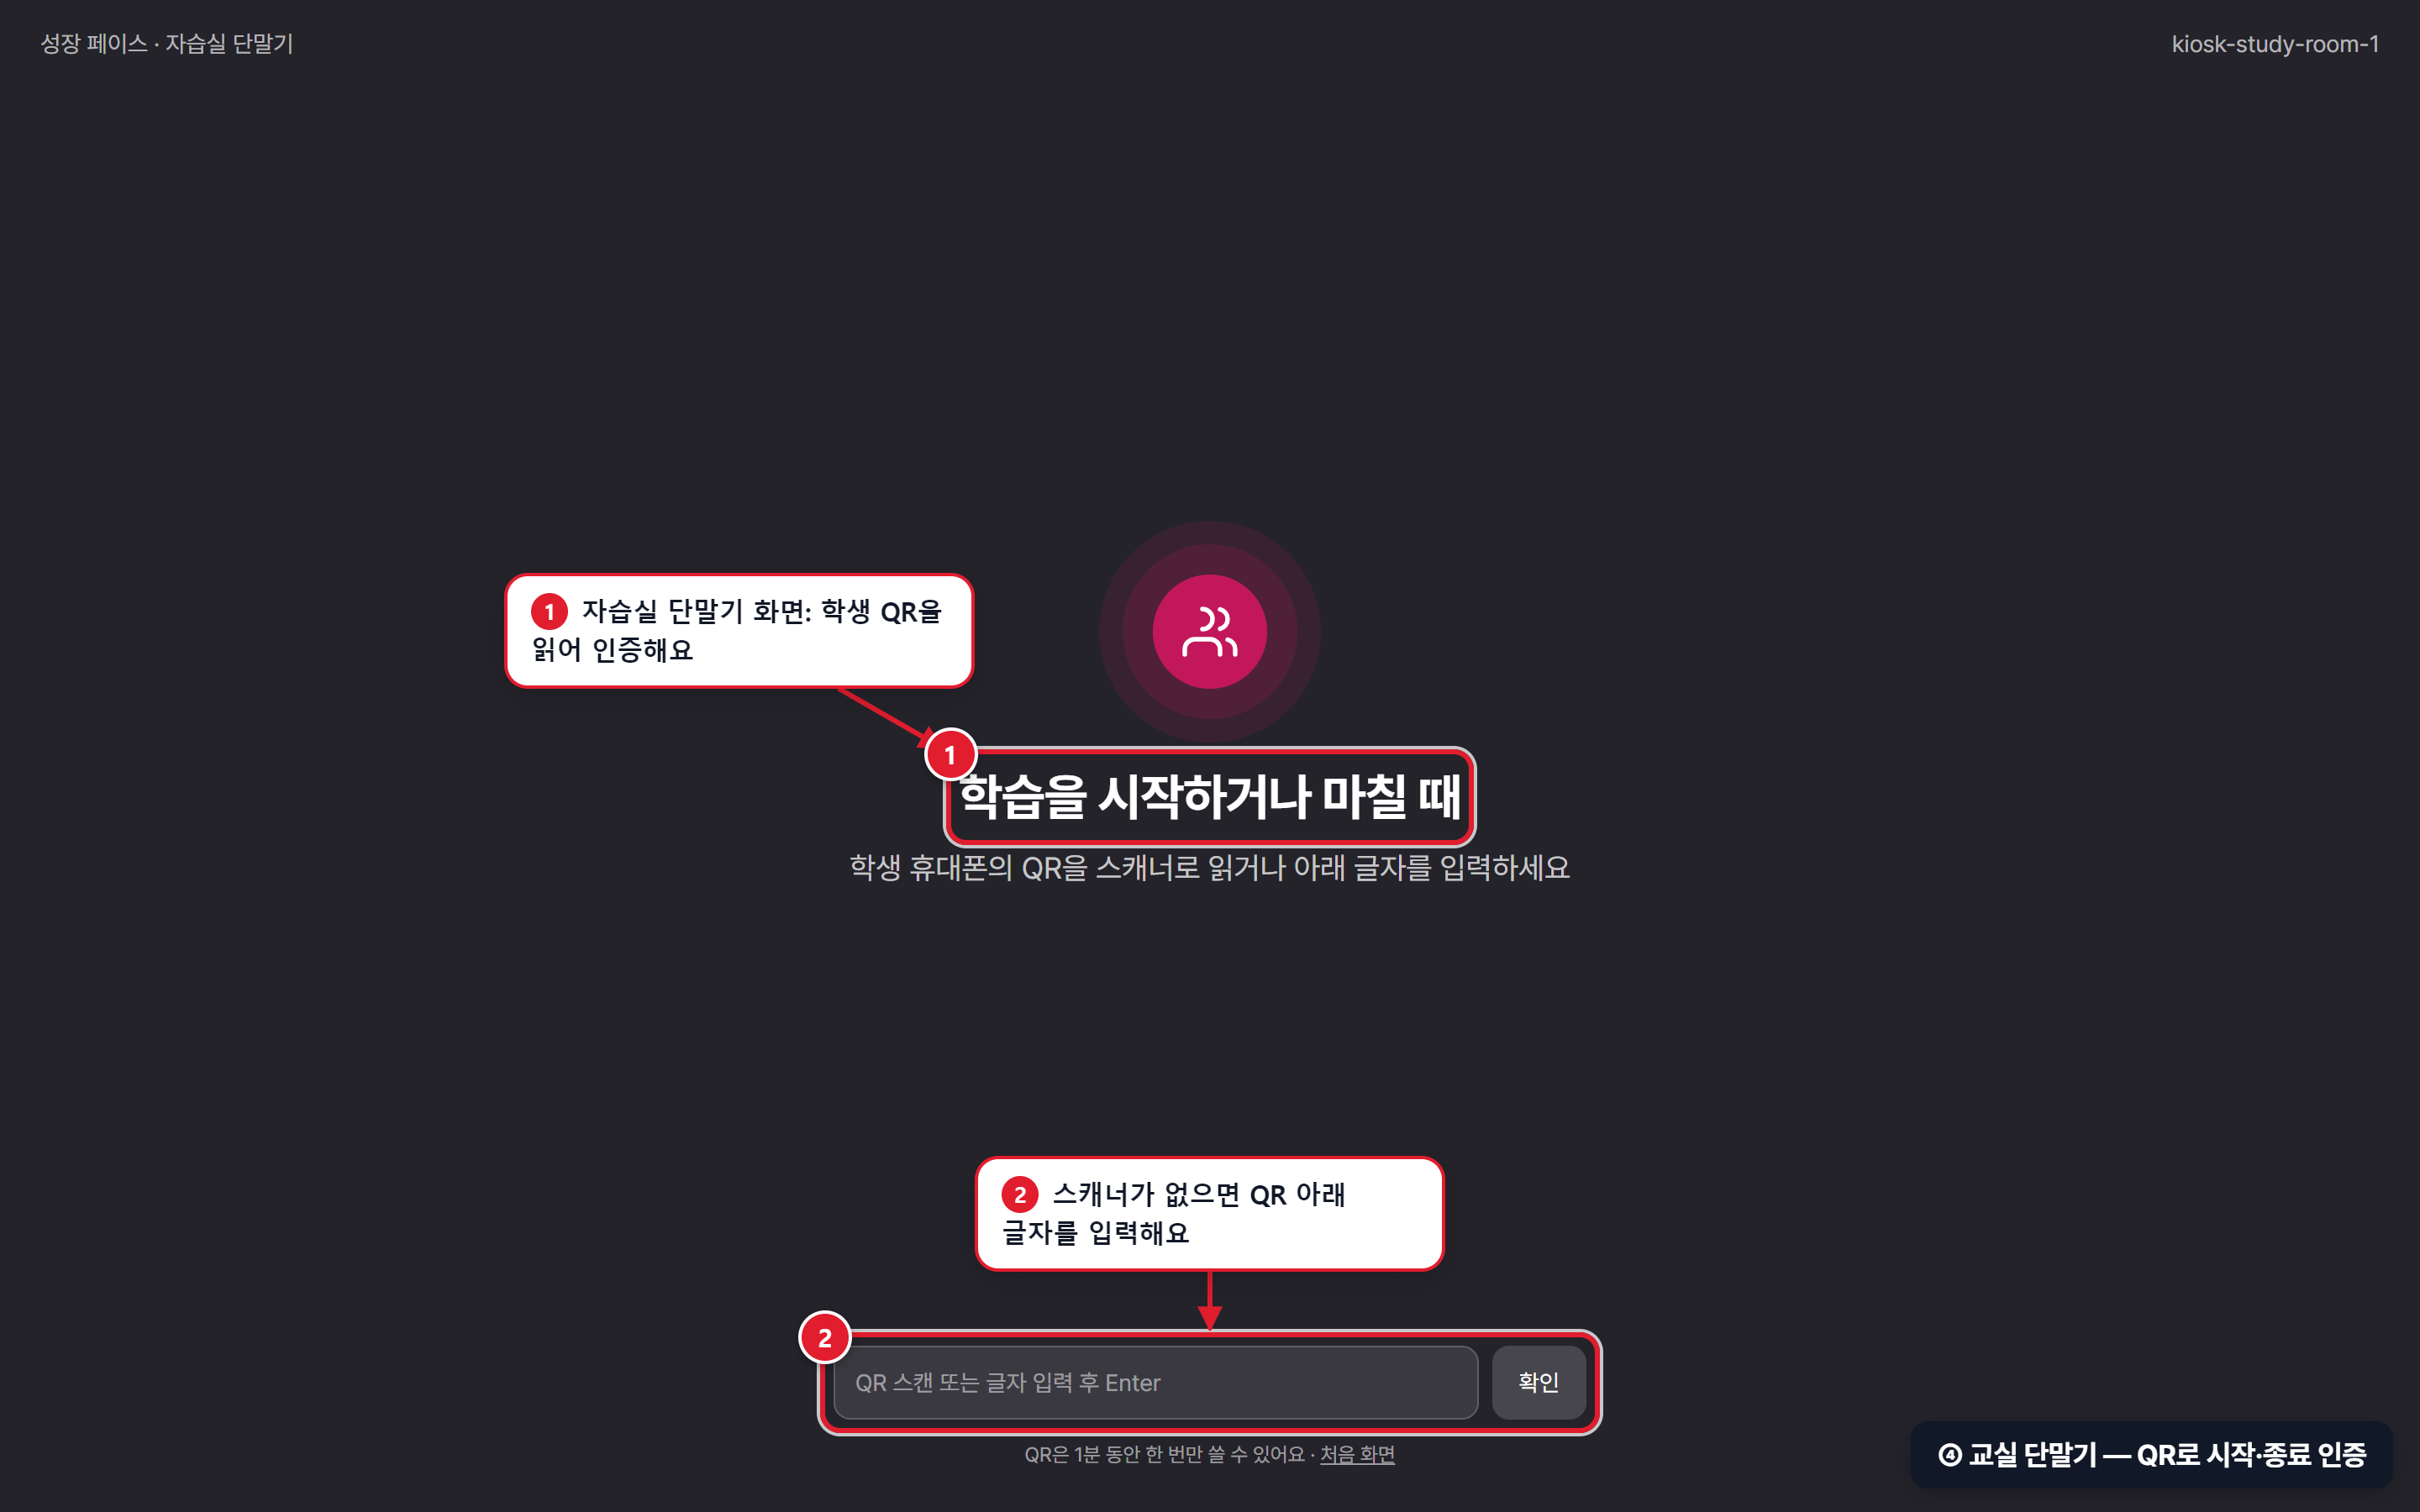 성장 페이스 · 자습실 단말기
kiosk-study-room-1
1 자습실 단말기 화면: 학생 QR을
읽어 인증해요
1
학습을 시작하거나 마칠 때
학생 휴대폰의 QR을 스캐너로 읽거나 아래 글자를 입력하세요
2 스캐너가 없으면 QR 아래
글자를 입력해요
2
QR 스캔 또는 글자 입력 후 Enter
확인
QR은 1분 동안 한 번만 쓸 수 있어요 · 처음 화면
④ 교실 단말기 — QR로 시작·종료 인증